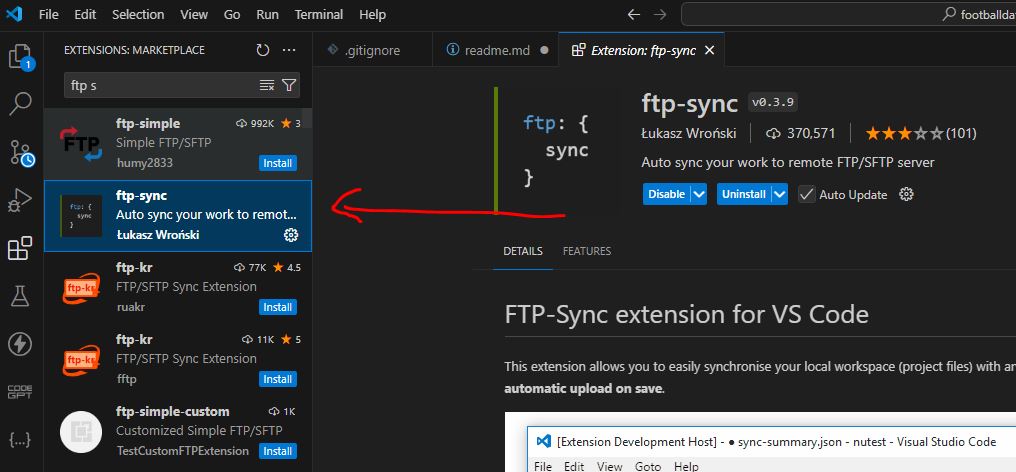 File Edit Selection View Go Run Terminal Help
footballda
EXTENSIONS: MARKETPLACE
.gitignore
readme.md
Extension: ftp-sync
1
ftp s
FTP
ftp-simple
992K
3
Simple FTP/SFTP
humy2833
Install
ftp: {
sync
}
ftp-sync
Auto sync your work to remot...
Łukasz Wroński
ftp-kr
ftp-kr
77K
4.5
FTP/SFTP Sync Extension
ruakr
Install
ftp-kr
ftp-kr
11K
5
FTP/SFTP Sync Extension
fftp
Install
ftp-simple-custom
1K
Customized Simple FTP/SFTP
TestCustomFTPExtension
Install
CODE
GPT
{...}
ftp: {
sync
}
ftp-sync
v0.3.9
Łukasz Wroński
370,571
(101)
Auto sync your work to remote FTP/SFTP server
Disable
Uninstall
Auto Update
DETAILS
FEATURES
FTP-Sync extension for VS Code
This extension allows you to easily synchronise your local workspace (project files) with an
automatic upload on save.
[Extension Development Host] - ● sync-summary.json - nutest - Visual Studio Code
File Edit View Goto Help